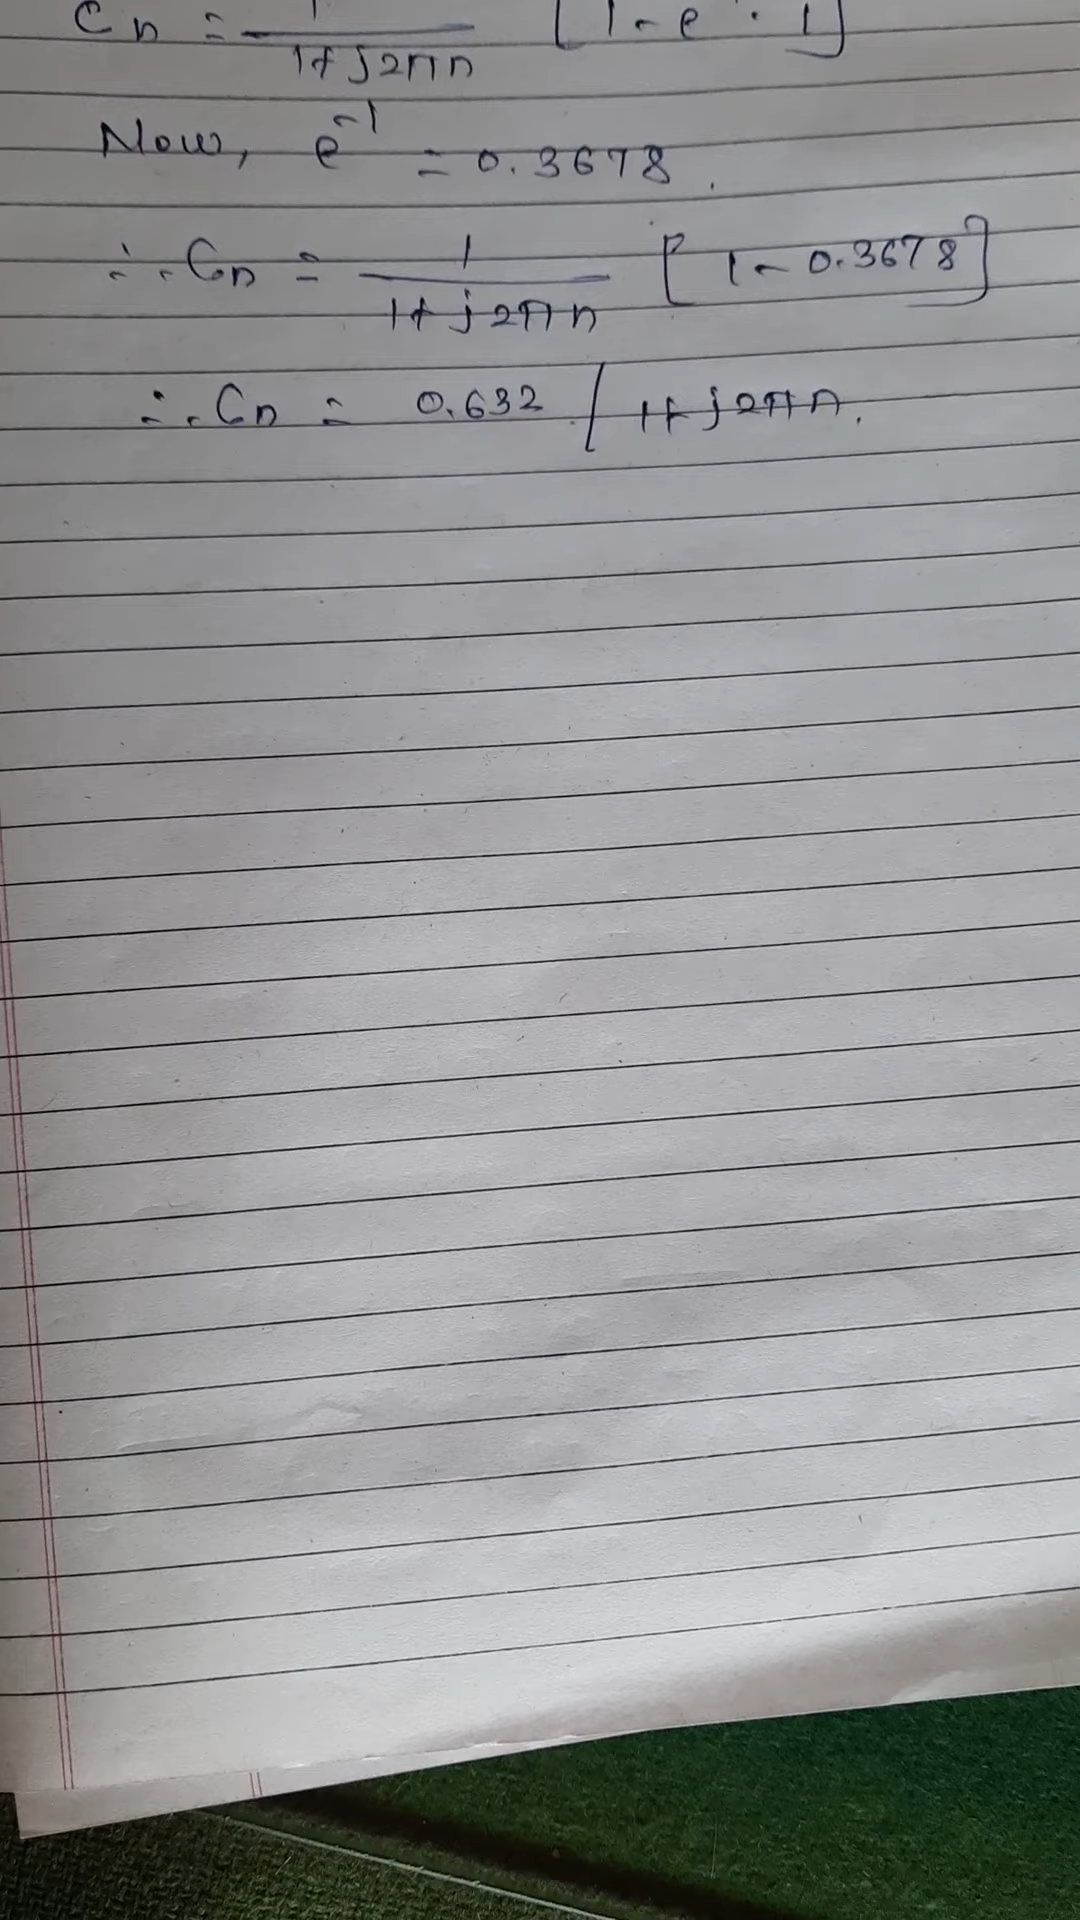 Cn = 1 / 1+j2πn [1-e · 1]
Now, e^-1 = 0.3678.
∴ Cn = 1 / 1+j2πn [1-0.3678]
∴ Cn = 0.632 / 1+j2πn.